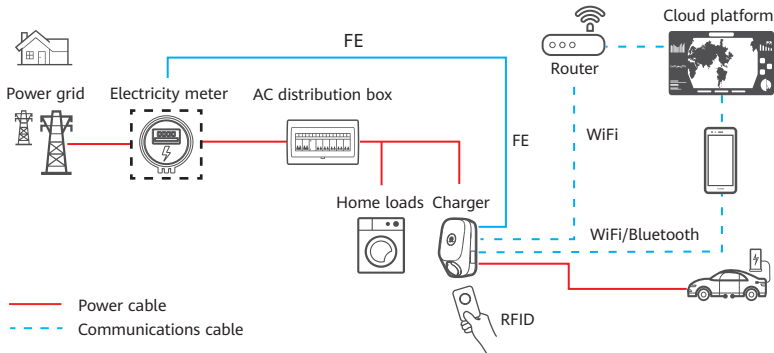 Cloud platform
FE
Router
Power grid
Electricity meter
AC distribution box
FE
WiFi
Home loads
Charger
WiFi/Bluetooth
RFID
Power cable
Communications cable